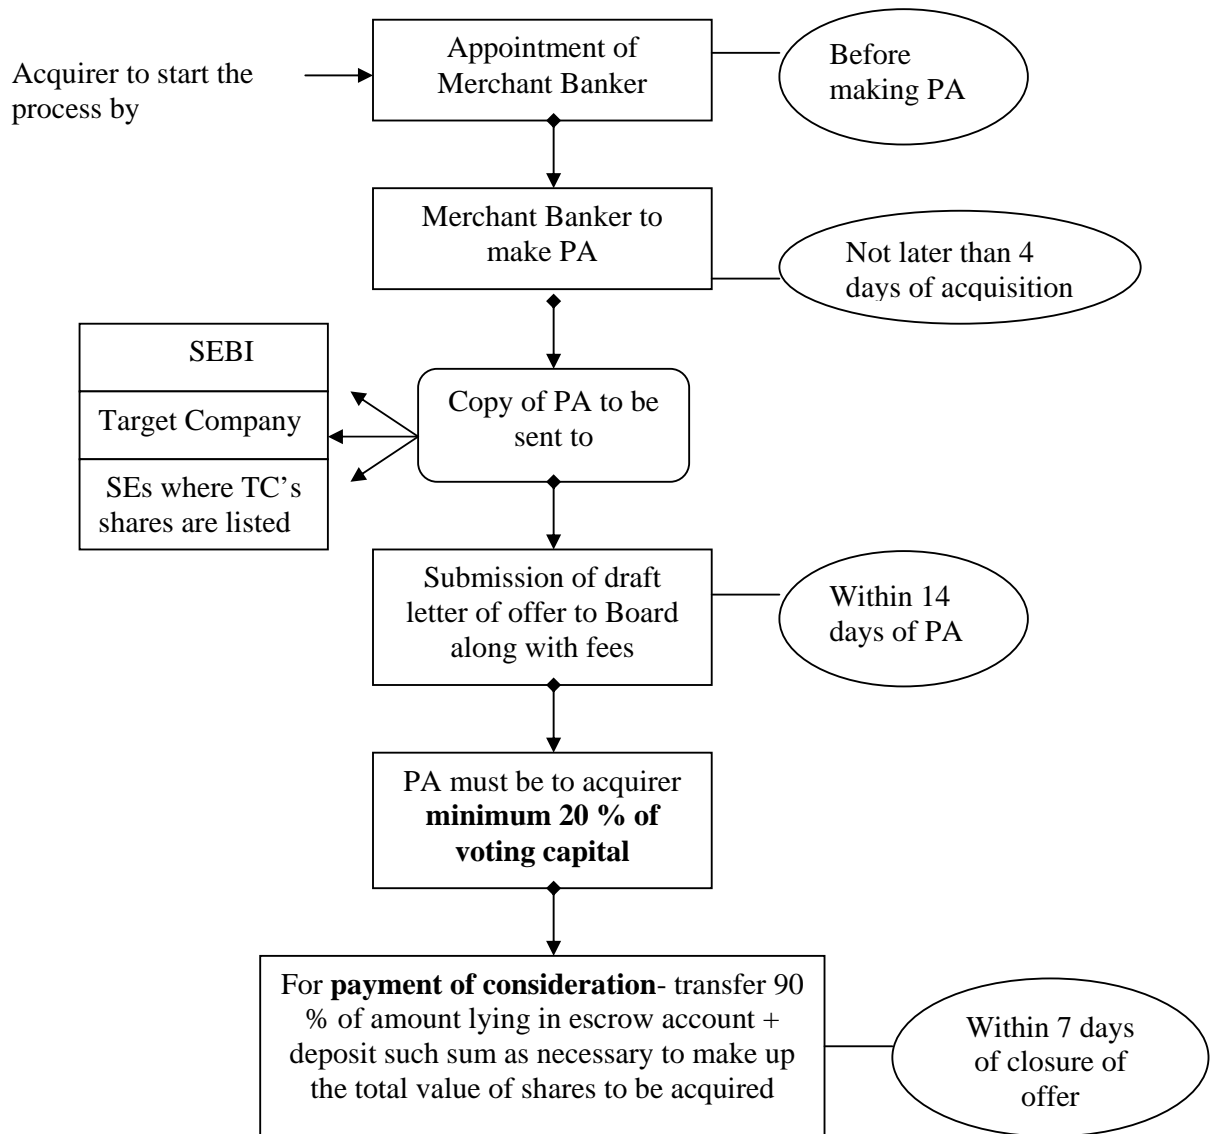 Acquirer to start the
process by
Appointment of
Merchant Banker
Before
making PA
Merchant Banker to
make PA
Not later than 4
days of acquisition
SEBI
Target Company
SEs where TC’s
shares are listed
Copy of PA to be
sent to
Submission of draft
letter of offer to Board
along with fees
Within 14
days of PA
PA must be to acquirer
minimum 20 % of
voting capital
For payment of consideration- transfer 90
% of amount lying in escrow account +
deposit such sum as necessary to make up
the total value of shares to be acquired
Within 7 days
of closure of
offer